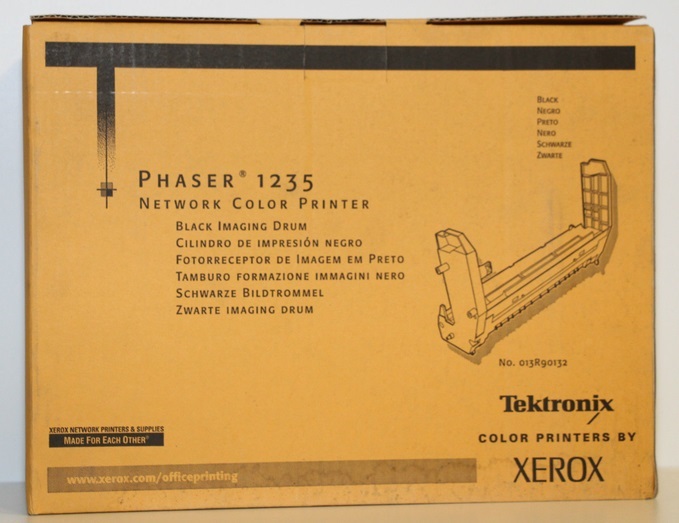 BLACK
NEGRO
PRETO
NERO
SCHWARZE
ZWARTE
PHASER® 1235
NETWORK COLOR PRINTER
BLACK IMAGING DRUM
CILINDRO DE IMPRESIÓN NEGRO
FOTORRECEPTOR DE IMAGEM EM PRETO
TAMBURO FORMAZIONE IMMAGINI NERO
SCHWARZE BILDTROMMEL
ZWARTE IMAGING DRUM
No. 013R90132
Tektronix
COLOR PRINTERS BY
XEROX
XEROX NETWORK PRINTERS & SUPPLIES
MADE FOR EACH OTHER®
www.xerox.com/officeprinting